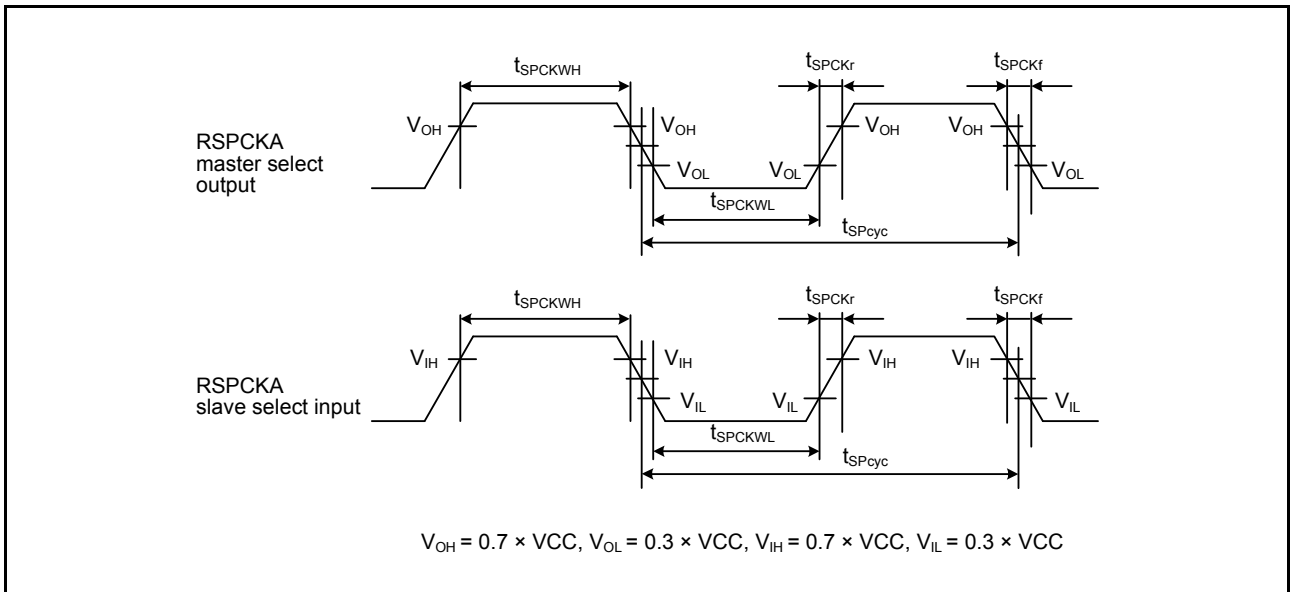 tSPCKWH
tSPCKr
tSPCKf
VOH
VOH
VOH
VOH
RSPCKA
master select
output
VOL
VOL
VOL
tSPCKWL
tSPcyc
tSPCKWH
tSPCKr
tSPCKf
VIH
VIH
VIH
VIH
RSPCKA
slave select input
VIL
VIL
VIL
tSPCKWL
tSPcyc
VOH = 0.7 × VCC, VOL = 0.3 × VCC, VIH = 0.7 × VCC, VIL = 0.3 × VCC